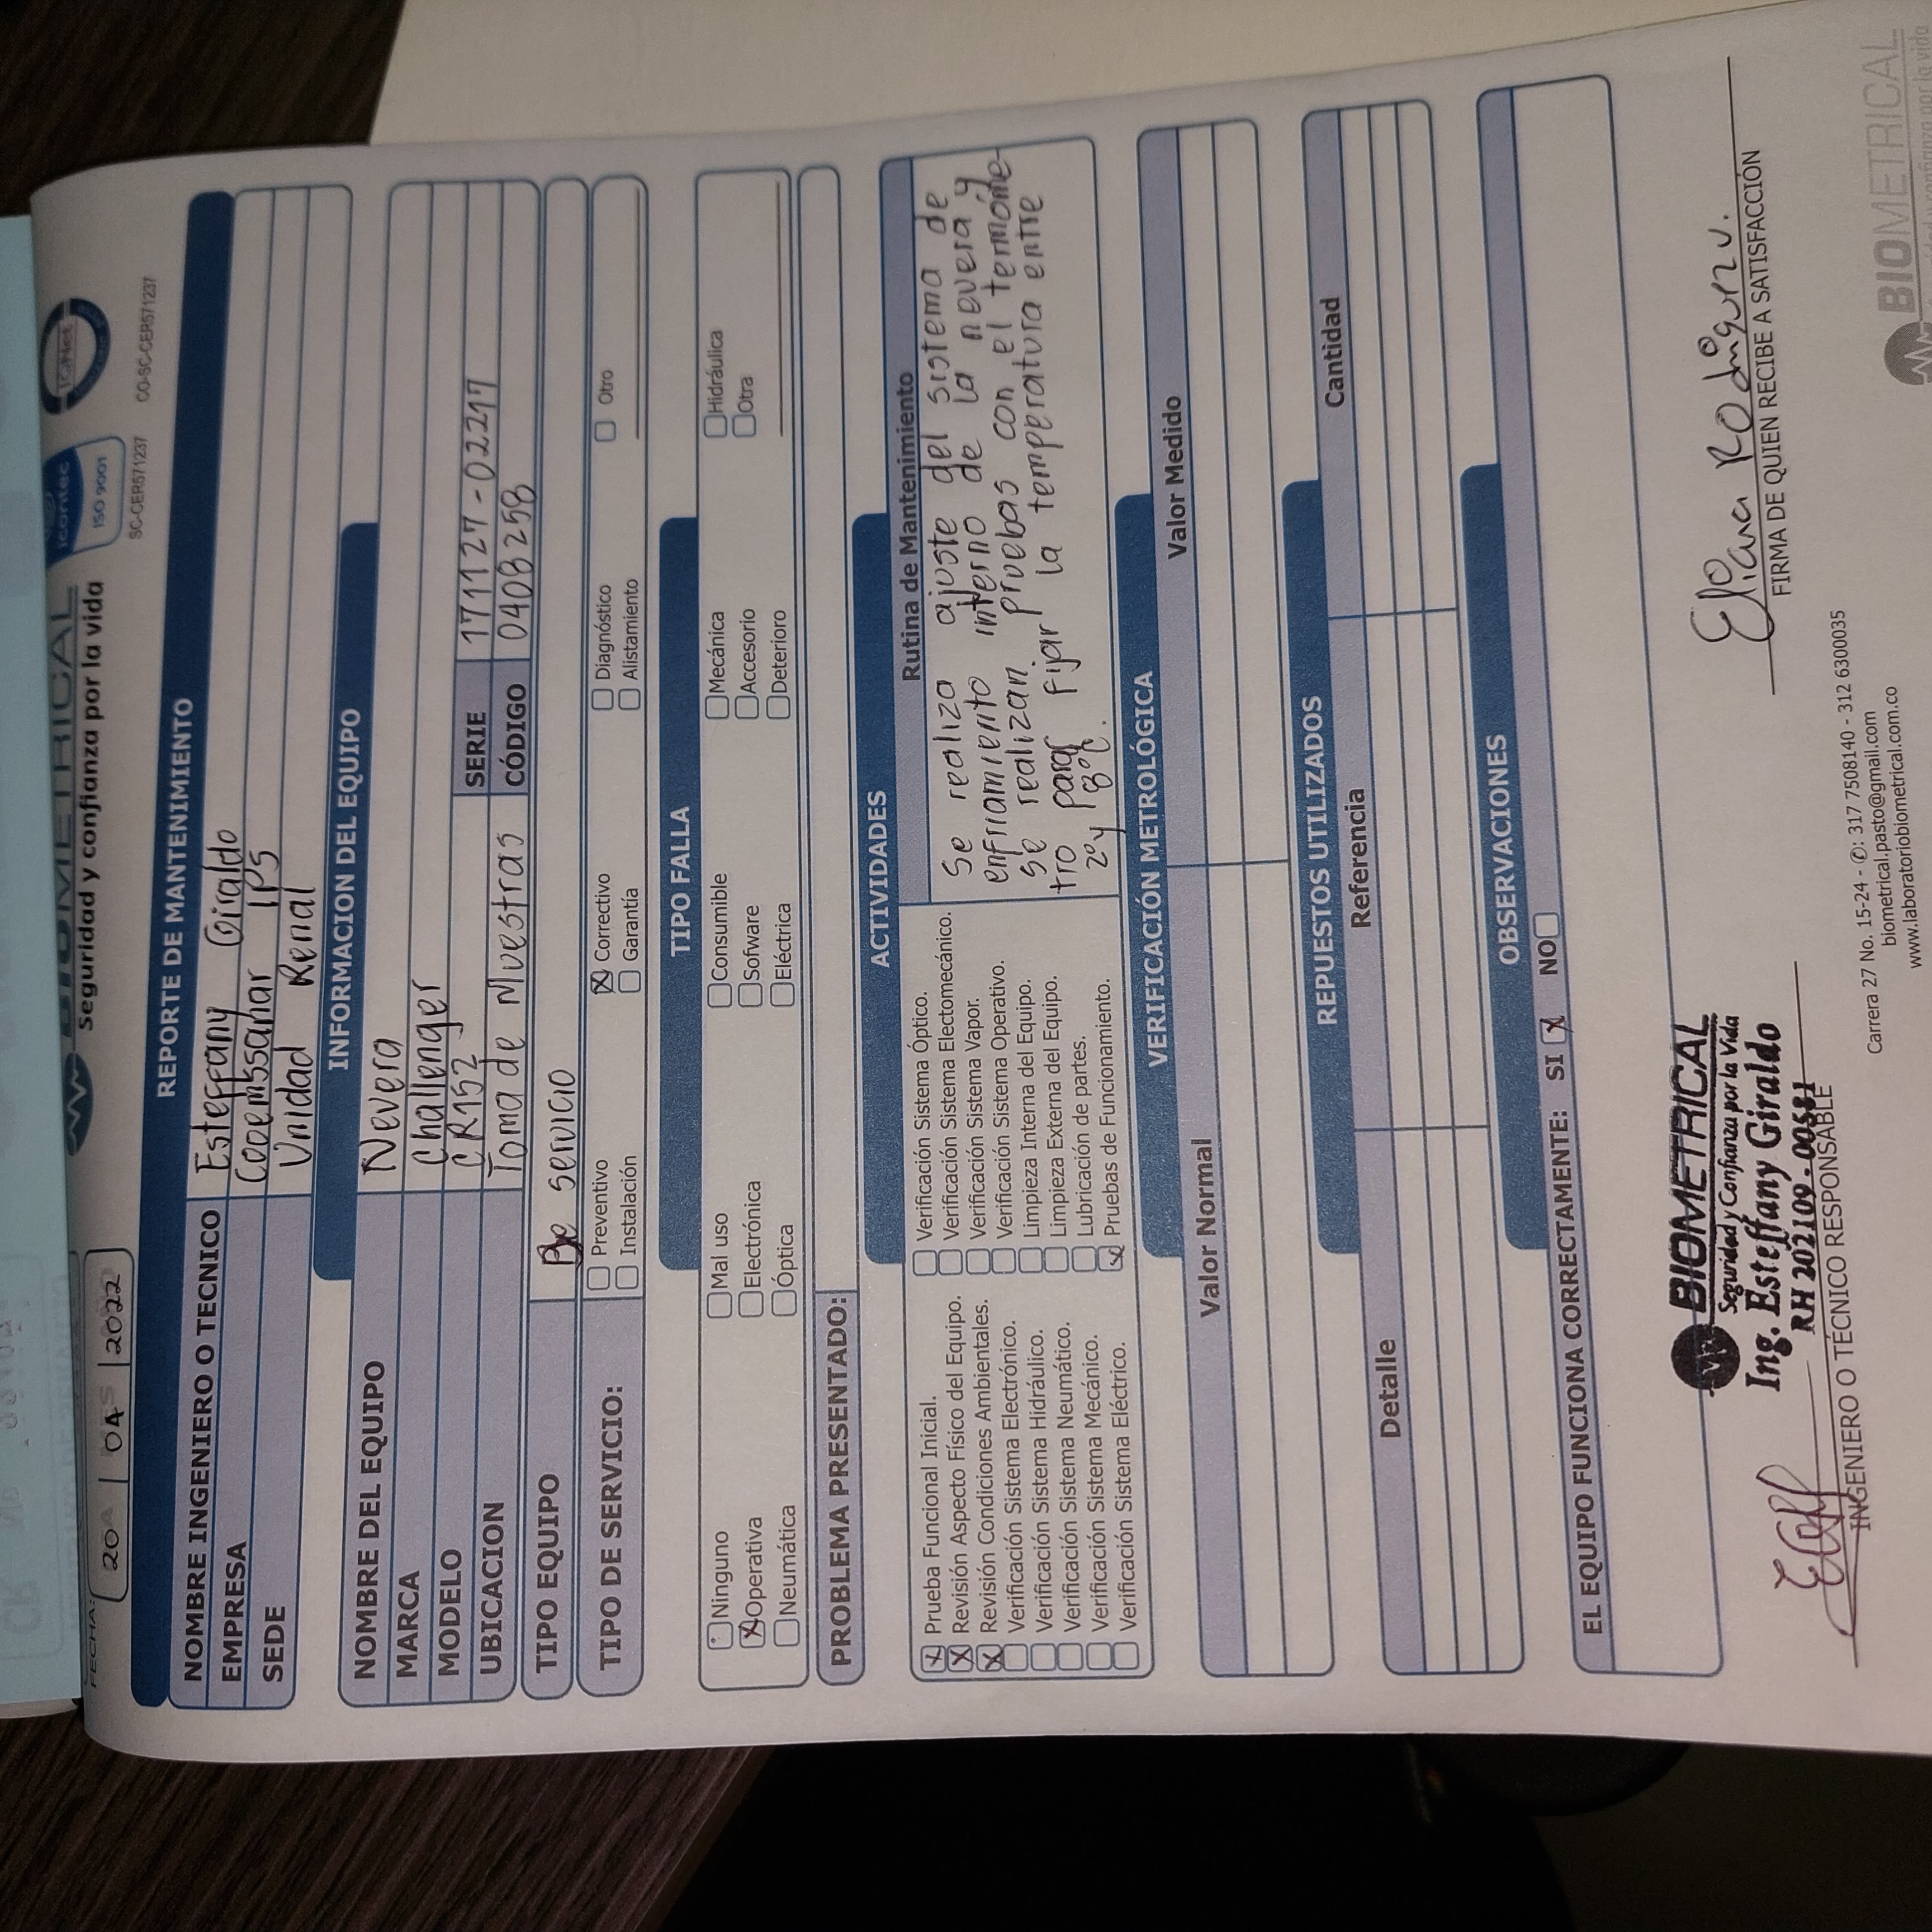 FECHA:
20 04 2022
BIOMETRICAL
Seguridad y confianza por la vida
icontec
ISO 9001
SC-CER571237
IQNet
CO-SC-CER571237
REPORTE DE MANTENIMIENTO
NOMBRE INGENIERO O TECNICO Esteffany Giraldo
EMPRESA Cooemssanar IPS
SEDE Unidad Renal
INFORMACION DEL EQUIPO
NOMBRE DEL EQUIPO Nevera
MARCA Challenger
MODELO CR152 SERIE 171127-02217
UBICACION Toma de Muestras CÓDIGO 0408258
TIPO EQUIPO De servicio
TIPO DE SERVICIO: Preventivo X Correctivo Diagnóstico Otro
Instalación Garantía Alistamiento
TIPO FALLA
Ninguno Mal uso Consumible Mecánica Hidráulica
X Operativa Electrónica Sofware Accesorio Otra
Neumática Óptica Eléctrica Deterioro
PROBLEMA PRESENTADO:
ACTIVIDADES
X Prueba Funcional Inicial.
X Revisión Aspecto Físico del Equipo.
X Revisión Condiciones Ambientales.
Verificación Sistema Electrónico.
Verificación Sistema Hidráulico.
Verificación Sistema Neumático.
Verificación Sistema Mecánico.
Verificación Sistema Eléctrico.
Verificación Sistema Óptico.
Verificación Sistema Electomecánico.
Verificación Sistema Vapor.
Verificación Sistema Operativo.
Limpieza Interna del Equipo.
Limpieza Externa del Equipo.
Lubricación de partes.
X Pruebas de Funcionamiento.
Rutina de Mantenimiento
Se realiza ajuste del sistema de
enfriamiento interno de la nevera y
se realizan pruebas con el termóme-
tro para fijar la temperatura entre
2° y 8°C.
VERIFICACIÓN METROLÓGICA
Valor Normal Valor Medido
REPUESTOS UTILIZADOS
Detalle Referencia Cantidad
OBSERVACIONES
EL EQUIPO FUNCIONA CORRECTAMENTE: SI X NO
BIOMETRICAL
Seguridad y Confianza por la Vida
Ing. Esteffany Giraldo
RH 202109-00581
INGENIERO O TÉCNICO RESPONSABLE
Eliana Rodríguez V.
FIRMA DE QUIEN RECIBE A SATISFACCIÓN
Carrera 27 No. 15-24 - ✆: 317 7508140 - 312 6300035
biometrical.pasto@gmail.com
www.laboratoriobiometrical.com.co
BIOMETRICAL
Seguridad y confianza por la vida